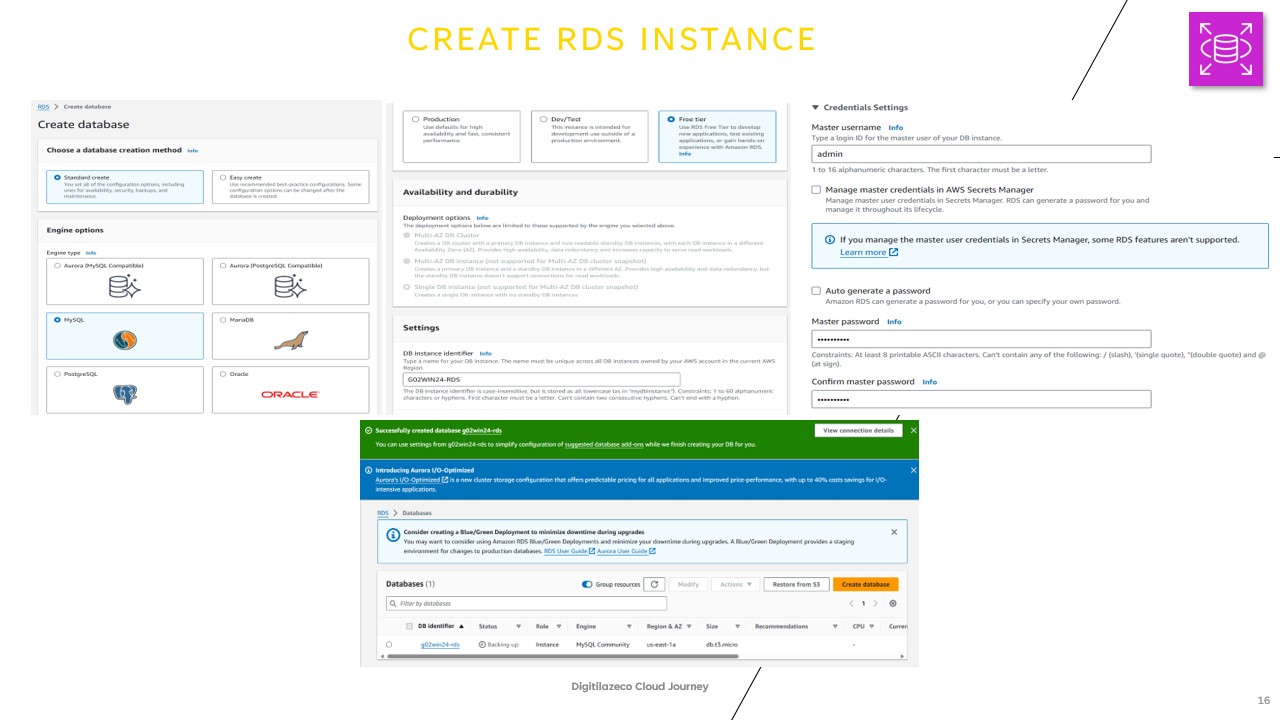 CREATE RDS INSTANCE
RDS > Create database
Create database
Choose a database creation method Info
Standard create
You set all of the configuration options, including
ones for availability, security, backups, and
maintenance.
Easy create
Use recommended best-practice configurations. Some
configuration options can be changed after the
database is created.
Engine options
Engine type Info
Aurora (MySQL Compatible)
Aurora (PostgreSQL Compatible)
MySQL
MariaDB
PostgreSQL
Oracle
ORACLE
Production
Use defaults for high
availability and fast, consistent
performance.
Dev/Test
This instance is intended for
development use outside of a
production environment.
Free tier
Use RDS Free Tier to develop
new applications, test existing
applications, or gain hands-on
experience with Amazon RDS.
Info
Availability and durability
Deployment options Info
The deployment options below are limited to those supported by the engine you selected above.
Multi-AZ DB Cluster
Creates a DB cluster with a primary DB instance and two readable standby DB instances, with each DB instance in a different
Availability Zone (AZ). Provides high availability, data redundancy and increases capacity to serve read workloads.
Multi-AZ DB instance (not supported for Multi-AZ DB cluster snapshot)
Creates a primary DB instance and a standby DB instance in a different AZ. Provides high availability and data redundancy, but
the standby DB instance doesn't support connections for read workloads.
Single DB instance (not supported for Multi-AZ DB cluster snapshot)
Creates a single DB instance with no standby DB instances.
Settings
DB instance identifier Info
Type a name for your DB instance. The name must be unique across all DB instances owned by your AWS account in the current AWS
Region.
G02WIN24-RDS
The DB instance identifier is case-insensitive, but is stored as all lowercase (as in "mydbinstance"). Constraints: 1 to 60 alphanumeric
characters or hyphens. First character must be a letter. Can't contain two consecutive hyphens. Can't end with a hyphen.
Credentials Settings
Master username Info
Type a login ID for the master user of your DB instance.
admin
1 to 16 alphanumeric characters. The first character must be a letter.
Manage master credentials in AWS Secrets Manager
Manage master user credentials in Secrets Manager. RDS can generate a password for you and
manage it throughout its lifecycle.
If you manage the master user credentials in Secrets Manager, some RDS features aren't supported.
Learn more
Auto generate a password
Amazon RDS can generate a password for you, or you can specify your own password.
Master password Info
••••••••••
Constraints: At least 8 printable ASCII characters. Can't contain any of the following: / (slash), '(single quote), "(double quote) and @
(at sign).
Confirm master password Info
••••••••••
Successfully created database g02win24-rds
View connection details
You can use settings from g02win24-rds to simplify configuration of suggested database add-ons while we finish creating your DB for you.
Introducing Aurora I/O-Optimized
Aurora's I/O-Optimized is a new cluster storage configuration that offers predictable pricing for all applications and improved price-performance, with up to 40% costs savings for I/O-
intensive applications.
RDS > Databases
Consider creating a Blue/Green Deployment to minimize downtime during upgrades
You may want to consider using Amazon RDS Blue/Green Deployments and minimize your downtime during upgrades. A Blue/Green Deployment provides a staging
environment for changes to production databases. RDS User Guide Aurora User Guide
Databases (1)
Group resources
Modify
Actions
Restore from S3
Create database
Filter by databases
1
DB identifier Status Role Engine Region & AZ Size Recommendations CPU Curren
g02win24-rds Backing-up Instance MySQL Community us-east-1a db.t3.micro -
Digitilazeco Cloud Journey
16